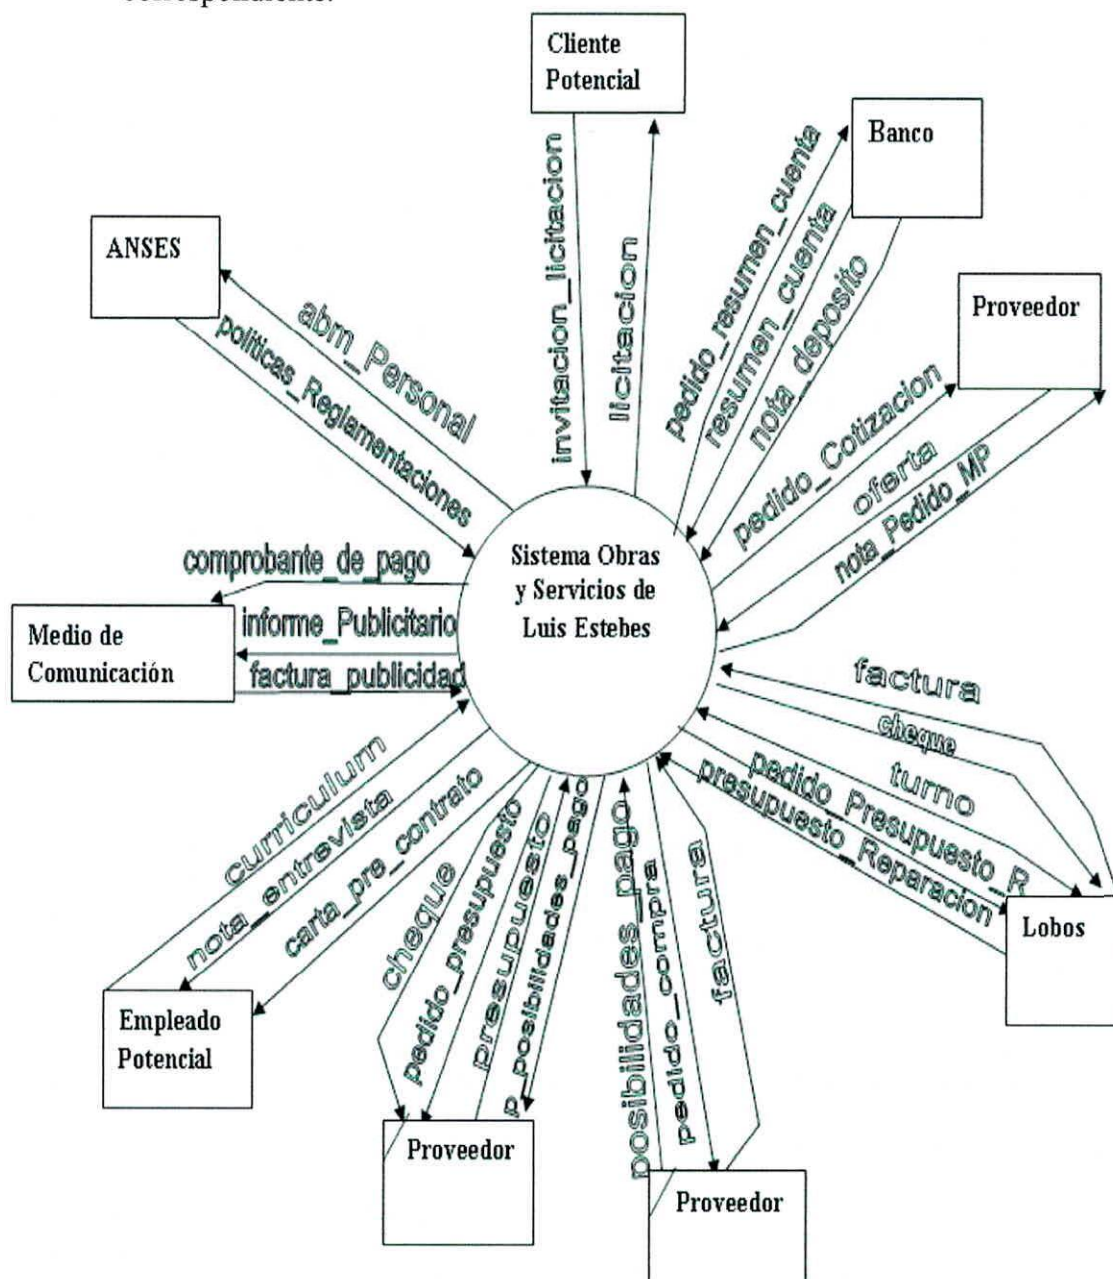 correspondiente.
Cliente
Potencial
Banco
ANSES
Proveedor
invitacion_licitacion
licitacion
pedido_resumen_cuenta
resumen_cuenta
nota_deposito
abm_Personal
politicas_Reglamentaciones
pedido_Cotizacion
oferta
nota_Pedido_MP
Sistema Obras
y Servicios de
Luis Estebes
comprobante_de_pago
informe_Publicitario
factura_publicidad
Medio de
Comunicación
factura
cheque
turno
pedido_Presupuesto_R
presupuesto_Reparacion
Lobos
curriculum
nota_entrevista
carta_pre_contrato
Empleado
Potencial
cheque
pedido_presupuesto
presupuesto
p_posibilidades_pago
Proveedor
posibilidades_pago
pedido_compra
factura
Proveedor